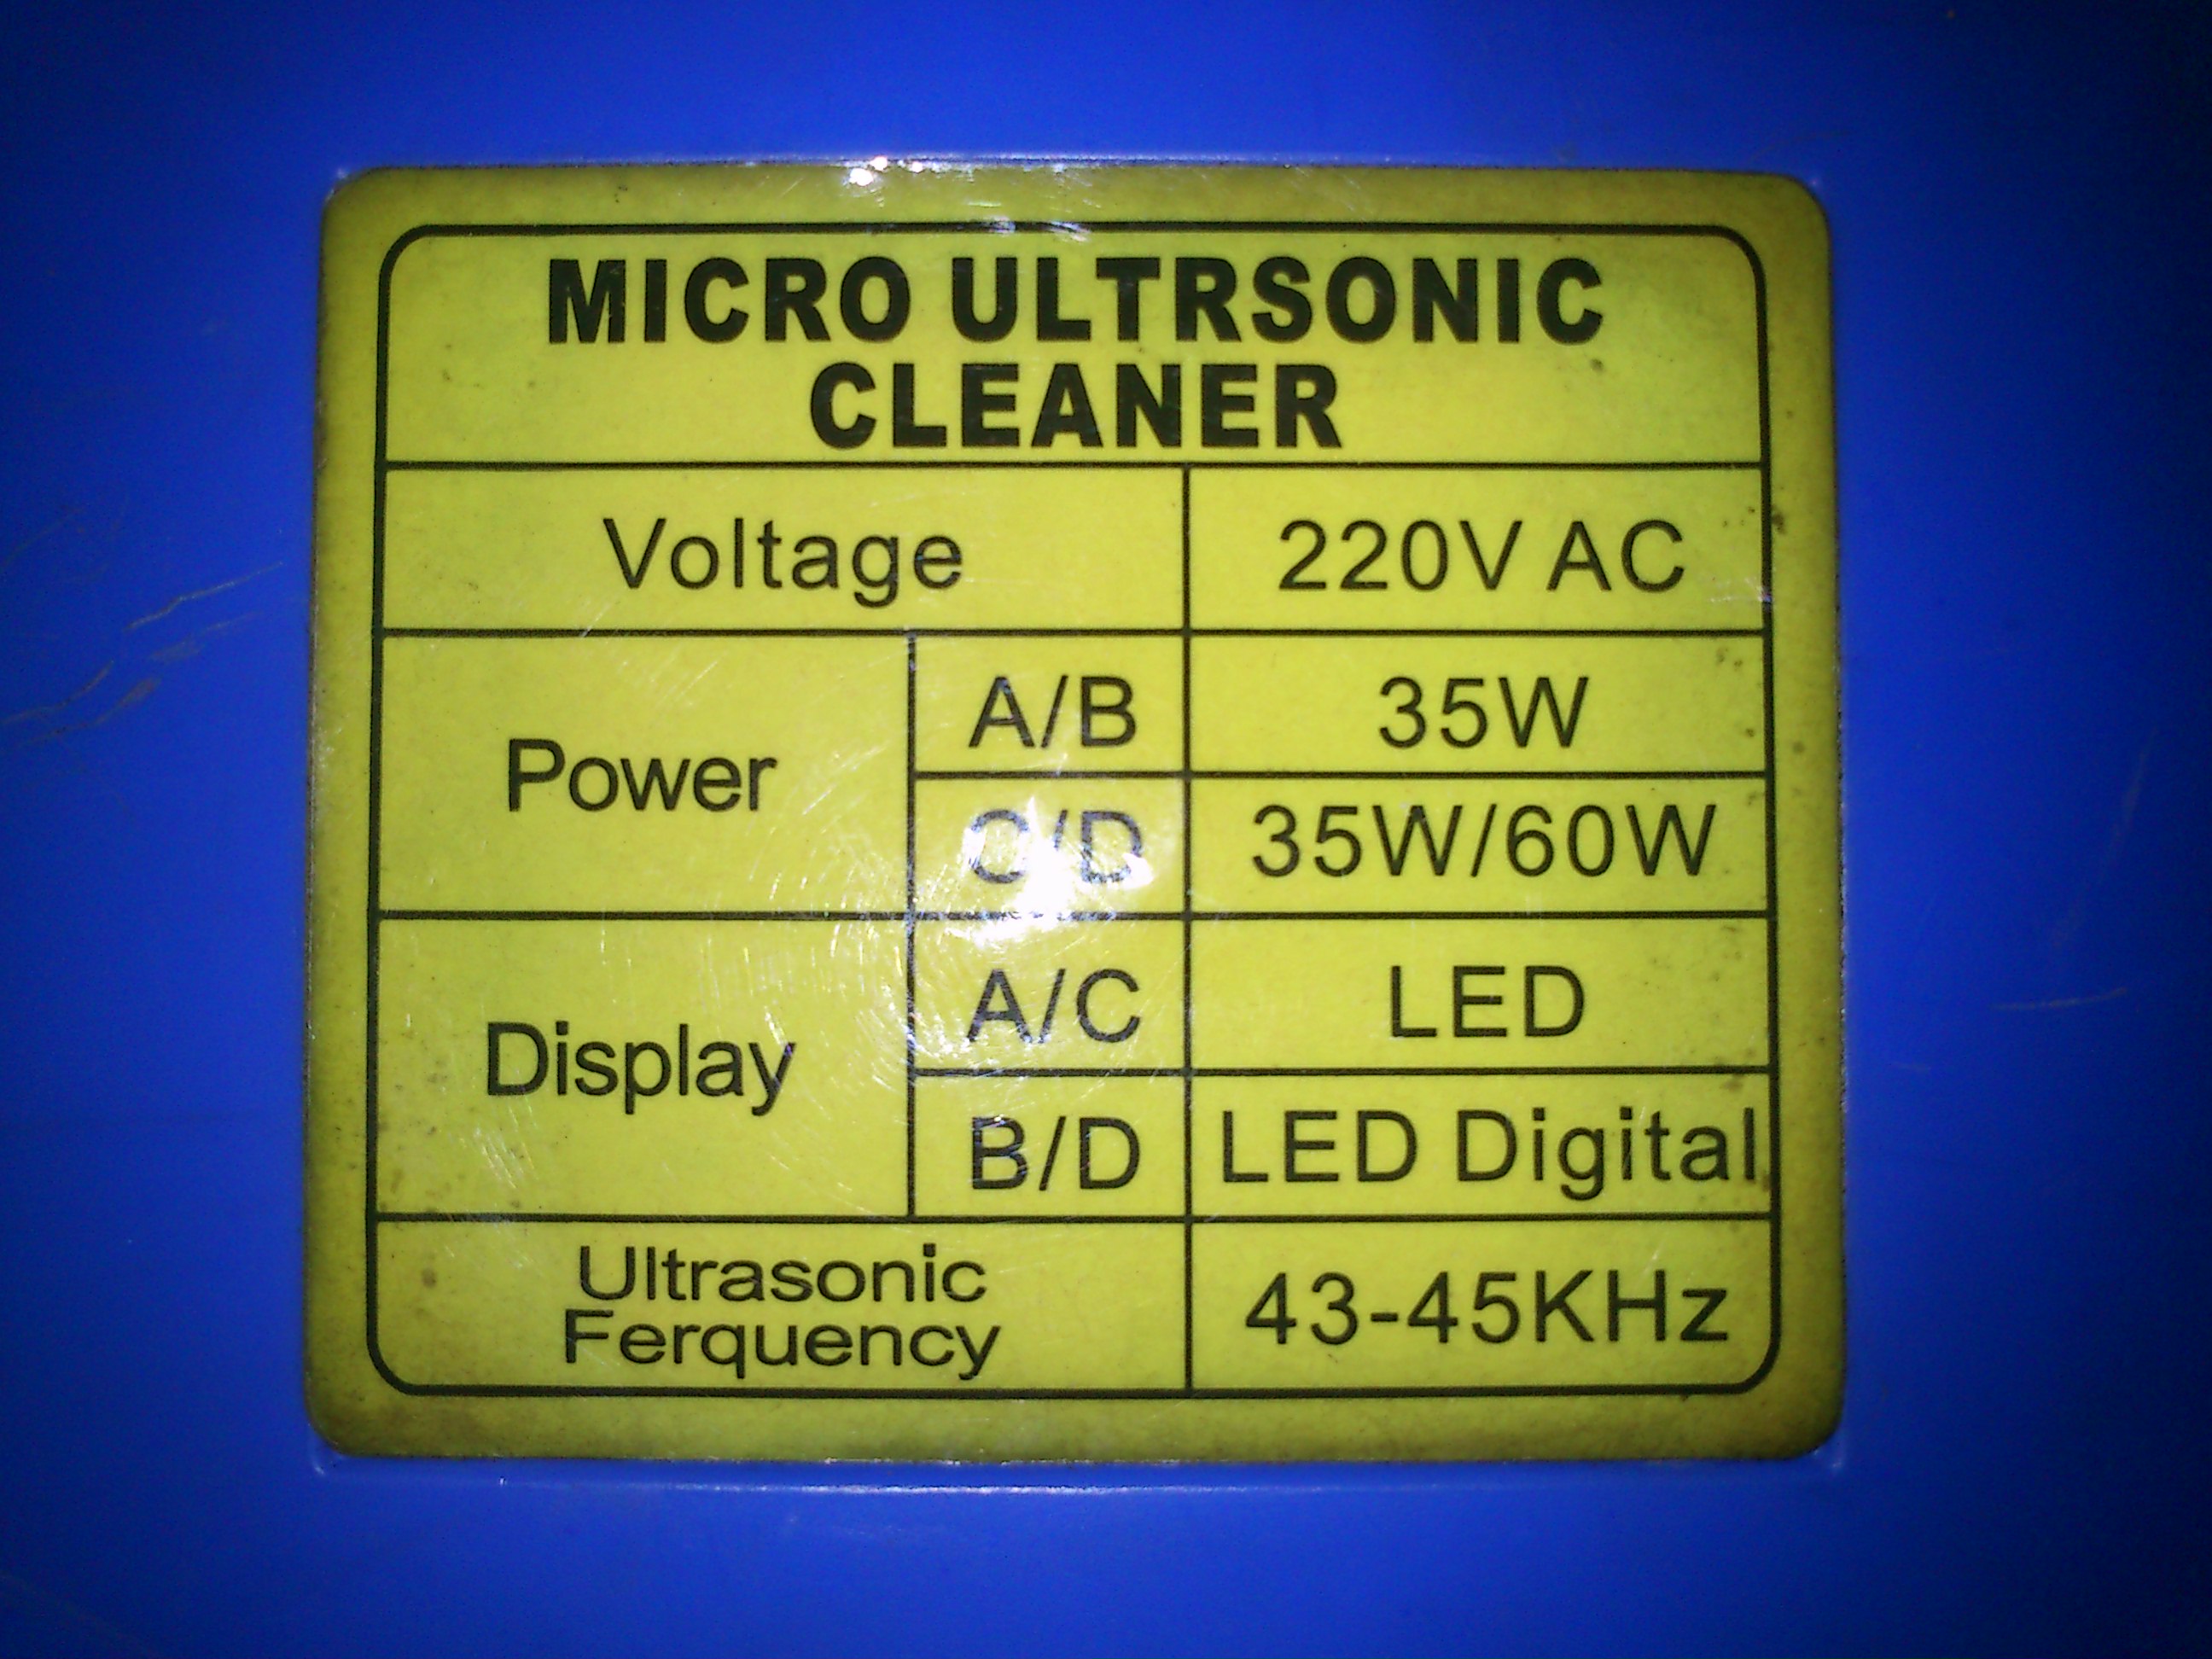 MICRO ULTRSONIC
CLEANER
Voltage 220V AC
Power A/B 35W
C/D 35W/60W
Display A/C LED
B/D LED Digital
Ultrasonic
Ferquency 43-45KHz